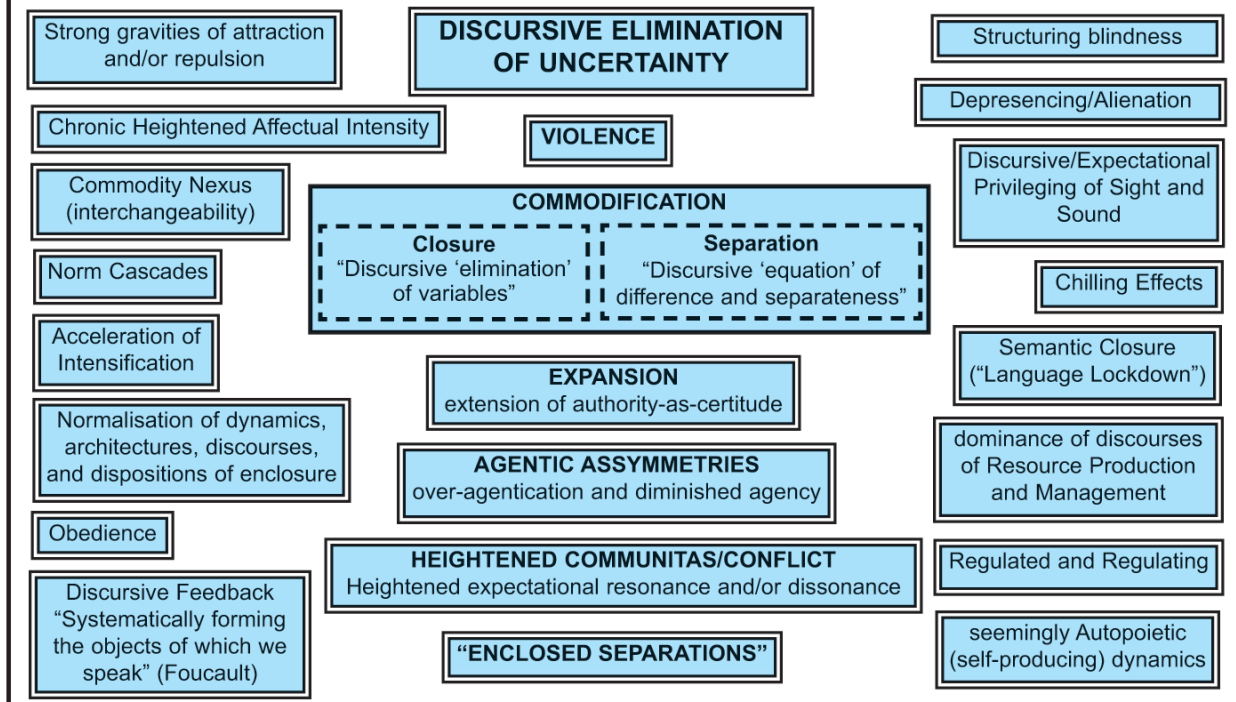 Strong gravities of attraction
and/or repulsion
Chronic Heightened Affectual Intensity
Commodity Nexus
(interchangeability)
Norm Cascades
Acceleration of
Intensification
Normalisation of dynamics,
architectures, discourses,
and dispositions of enclosure
Obedience
Discursive Feedback
“Systematically forming
the objects of which we
speak” (Foucault)
DISCURSIVE ELIMINATION
OF UNCERTAINTY
VIOLENCE
COMMODIFICATION
Closure
“Discursive ‘elimination’
of variables”
Separation
“Discursive ‘equation’ of
difference and separateness”
EXPANSION
extension of authority-as-certitude
AGENTIC ASSYMMETRIES
over-agentication and diminished agency
HEIGHTENED COMMUNITAS/CONFLICT
Heightened expectational resonance and/or dissonance
“ENCLOSED SEPARATIONS”
Structuring blindness
Depresencing/Alienation
Discursive/Expectational
Privileging of Sight and
Sound
Chilling Effects
Semantic Closure
(“Language Lockdown”)
dominance of discourses
of Resource Production
and Management
Regulated and Regulating
seemingly Autopoietic
(self-producing) dynamics